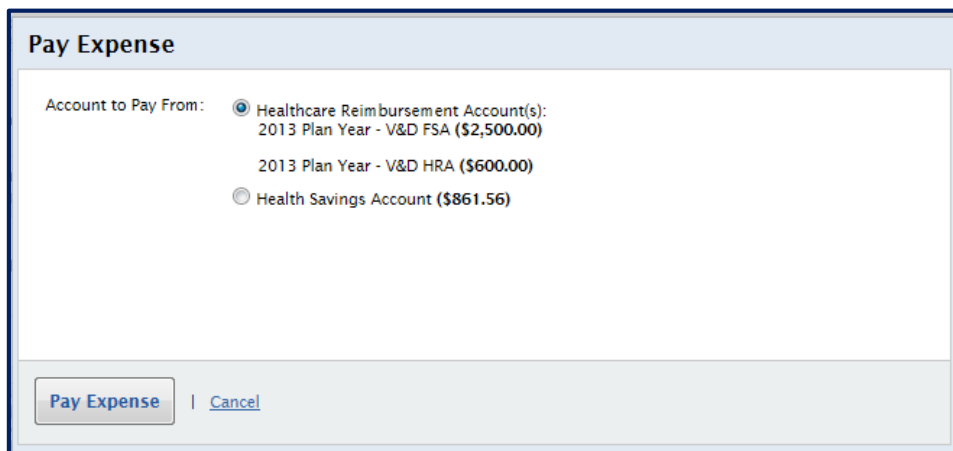 Pay Expense
Account to Pay From:
Healthcare Reimbursement Account(s):
2013 Plan Year - V&D FSA ($2,500.00)
2013 Plan Year - V&D HRA ($600.00)
Health Savings Account ($861.56)
Pay Expense | Cancel